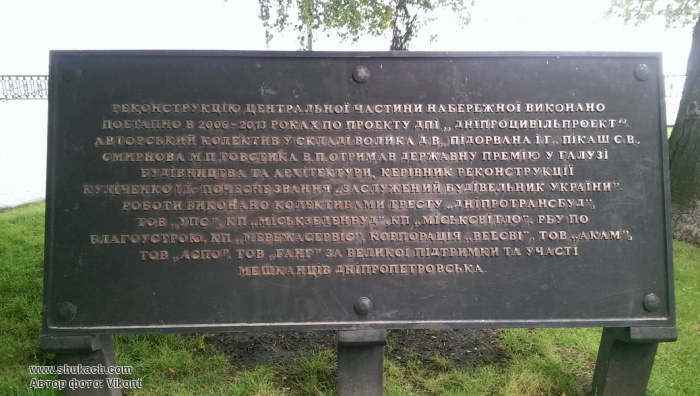 РЕКОНСТРУКЦІЮ ЦЕНТРАЛЬНОЇ ЧАСТИНИ НАБЕРЕЖНОЇ ВИКОНАНО
ПОЕТАПНО В 2006-2013 РОКАХ ПО ПРОЕКТУ ДПІ „ДНІПРОЦИВІЛЬПРОЕКТ”.
АВТОРСЬКИЙ КОЛЕКТИВ У СКЛАДІ ВОЛИКА Д.В., ПІДОРВАНА І.Г., ПІКАШ С.В.,
СМИРНОВА М.П. ТОВСТИКА В.П. ОТРИМАВ ДЕРЖАВНУ ПРЕМІЮ У ГАЛУЗІ
БУДІВНИЦТВА ТА АРХІТЕКТУРИ, КЕРІВНИК РЕКОНСТРУКЦІЇ
КУЛІЧЕНКО І.І.- ПОЧЕСНЕ ЗВАННЯ „ЗАСЛУЖЕНИЙ БУДІВЕЛЬНИК УКРАЇНИ”.
РОБОТИ ВИКОНАНО КОЛЕКТИВАМИ ТРЕСТУ „ДНІПРОТРАНСБУД”,
ТОВ „УПС”, КП „МІСЬКЗЕЛЕНБУД”, КП „МІСЬКСВІТЛО”, РБУ ПО
БЛАГОУСТРОЮ, КП „МЕРЕЖАСЕРВІС”, КОРПОРАЦІЯ „ВЕЕСВІ”, ТОВ „АКАМ”,
ТОВ „АСПО”, ТОВ „ГАНГ” ЗА ВЕЛИКОЇ ПІДТРИМКИ ТА УЧАСТІ
МЕШКАНЦІВ ДНІПРОПЕТРОВСЬКА.
www.shukach.com
Автор фото: Vikont